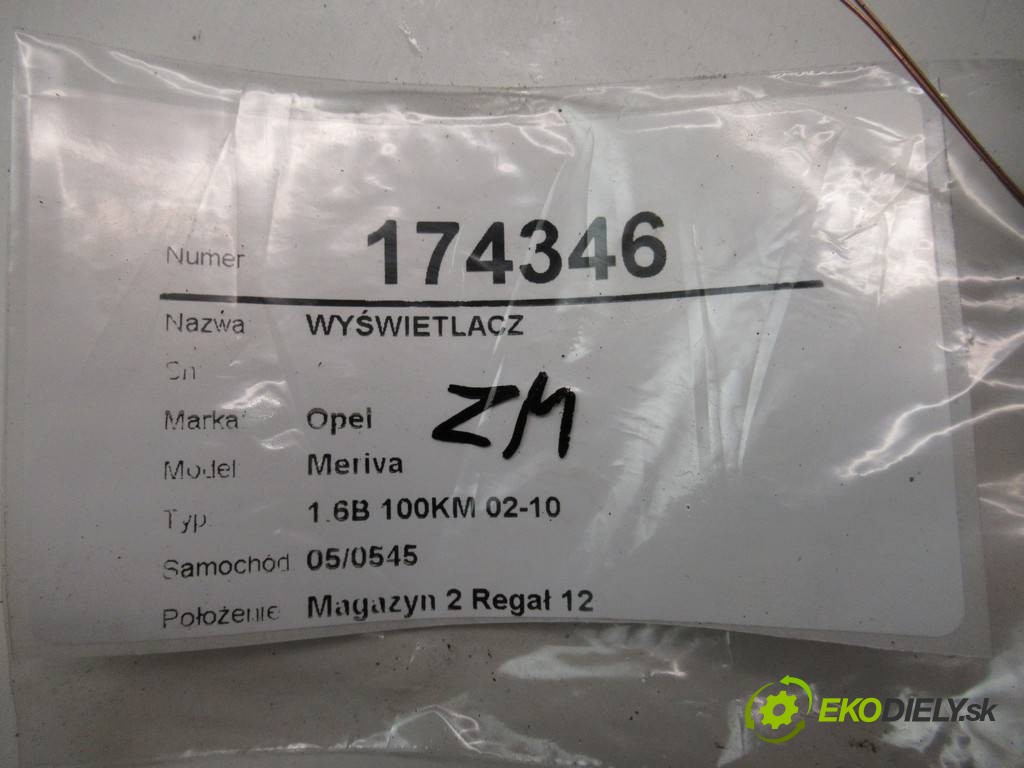 Numer 174346
Nazwa WYŚWIETLACZ
Sn
Marka Opel
ZM
Model Meriva
Typ 1.6B 100KM 02-10
Samochód 05/0545
Położenie Magazyn 2 Regał 12
EKODIELY.sk